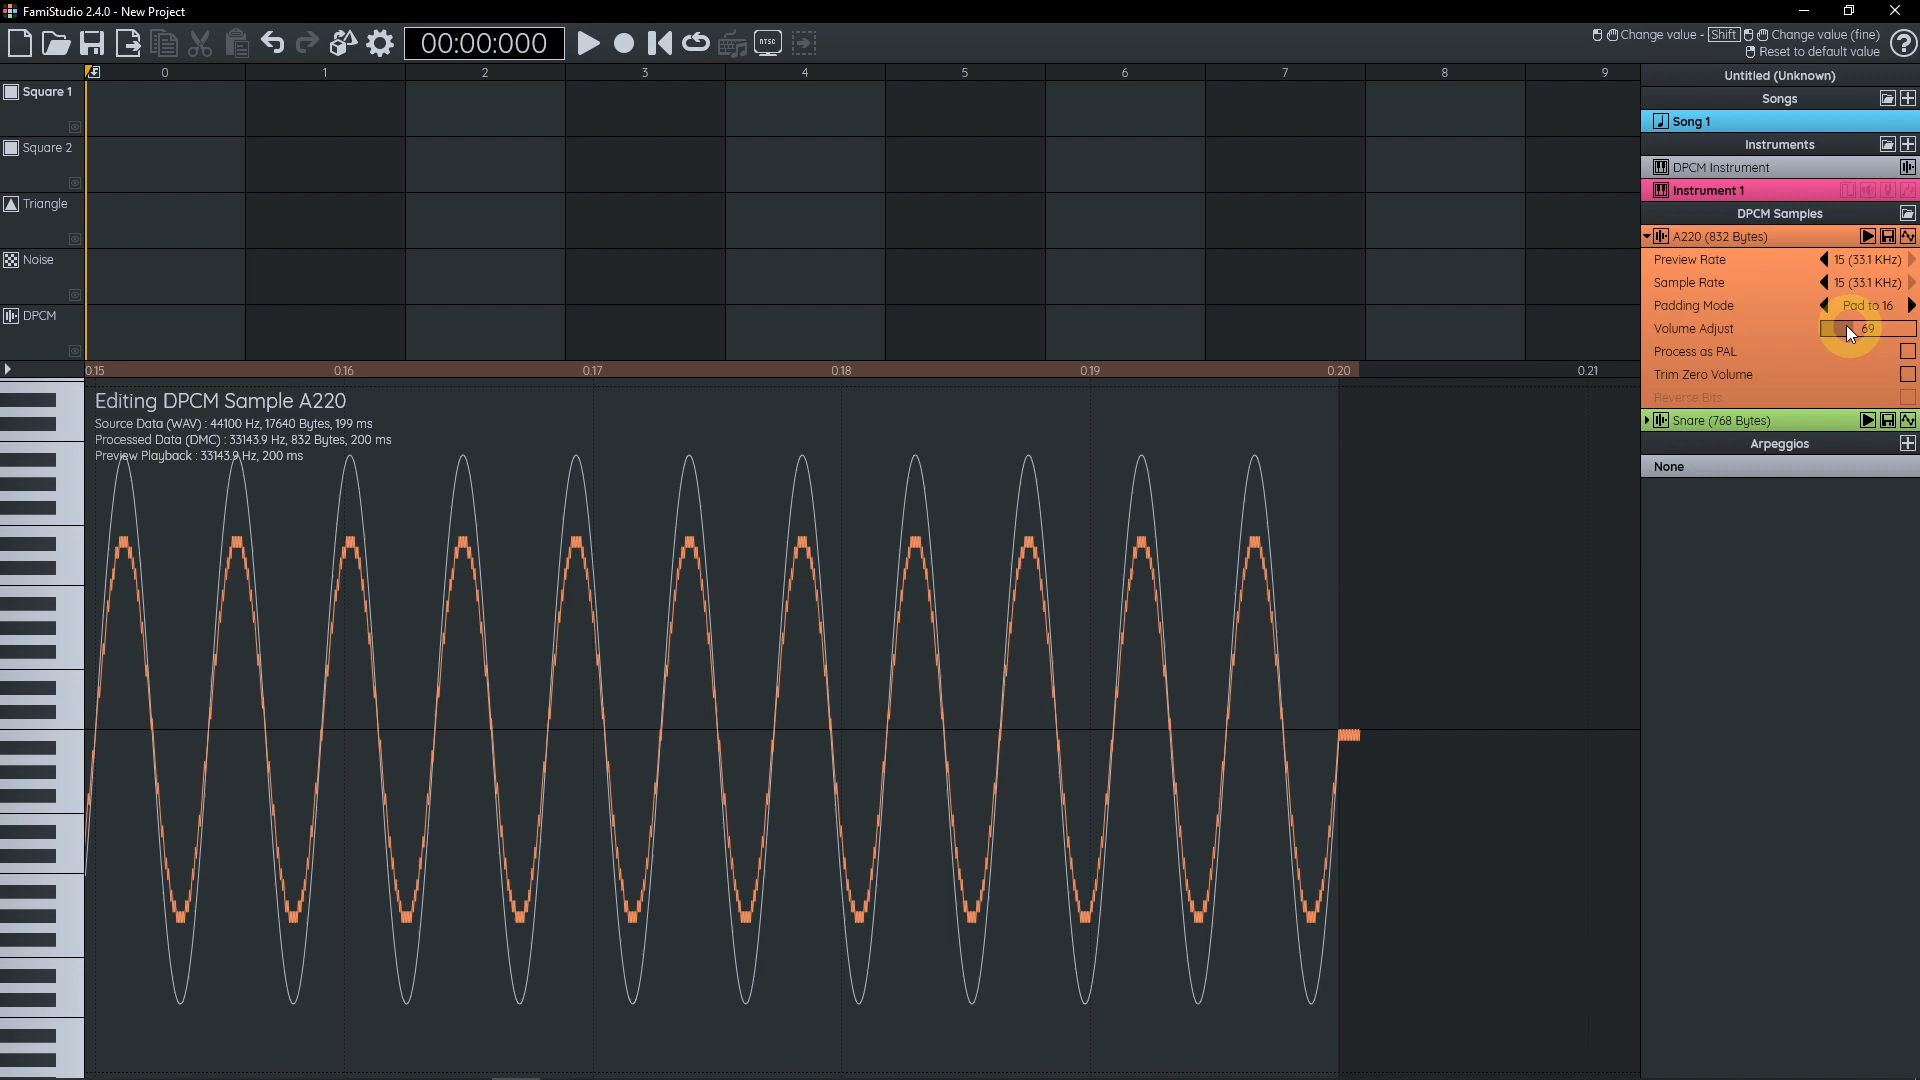 FamiStudio 2.4.0 - New Project
00:00:000
NTSC
Change value - Shift Change value (fine)
Reset to default value
?
0 1 2 3 4 5 6 7 8 9
Square 1
Square 2
Triangle
Noise
DPCM
0.15 0.16 0.17 0.18 0.19 0.20 0.21
Editing DPCM Sample A220
Source Data (WAV) : 44100 Hz, 17640 Bytes, 199 ms
Processed Data (DMC) : 33143.9 Hz, 832 Bytes, 200 ms
Preview Playback : 33143.9 Hz, 200 ms
Untitled (Unknown)
Songs
Song 1
Instruments
DPCM Instrument
Instrument 1
DPCM Samples
A220 (832 Bytes)
Preview Rate 15 (33.1 KHz)
Sample Rate 15 (33.1 KHz)
Padding Mode Pad to 16
Volume Adjust 69
Process as PAL
Trim Zero Volume
Reverse Bits
Snare (768 Bytes)
Arpeggios
None